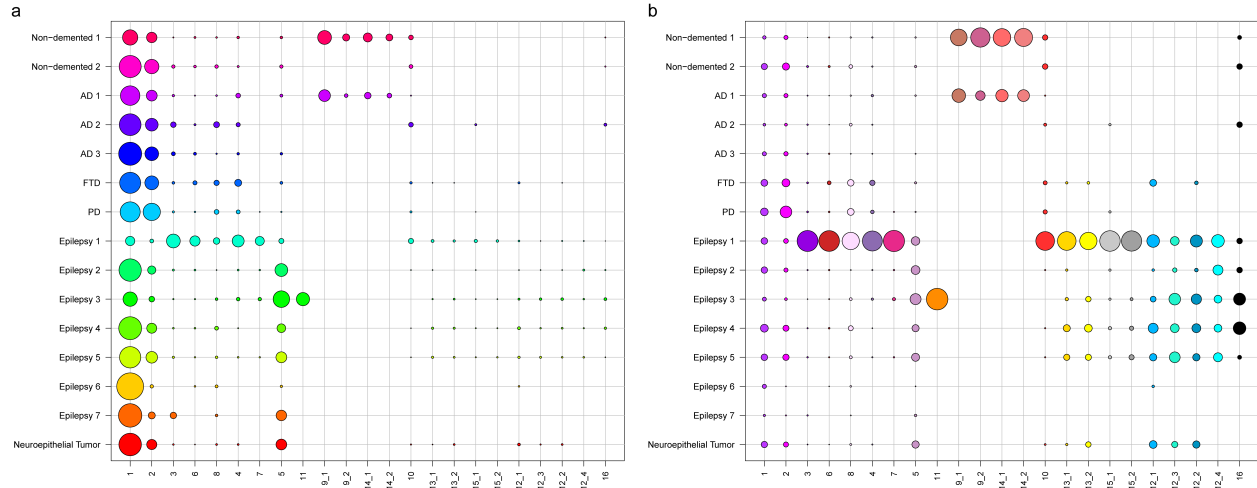 a
b
Non-demented 1
Non-demented 2
AD 1
AD 2
AD 3
FTD
PD
Epilepsy 1
Epilepsy 2
Epilepsy 3
Epilepsy 4
Epilepsy 5
Epilepsy 6
Epilepsy 7
Neuroepithelial Tumor
1
2
3
6
8
4
7
5
11
9_1
9_2
14_1
14_2
10
13_1
13_2
15_1
15_2
12_1
12_3
12_2
12_4
16
Non-demented 1
Non-demented 2
AD 1
AD 2
AD 3
FTD
PD
Epilepsy 1
Epilepsy 2
Epilepsy 3
Epilepsy 4
Epilepsy 5
Epilepsy 6
Epilepsy 7
Neuroepithelial Tumor
1
2
3
6
8
4
7
5
11
9_1
9_2
14_1
14_2
10
13_1
13_2
15_1
15_2
12_1
12_3
12_2
12_4
16